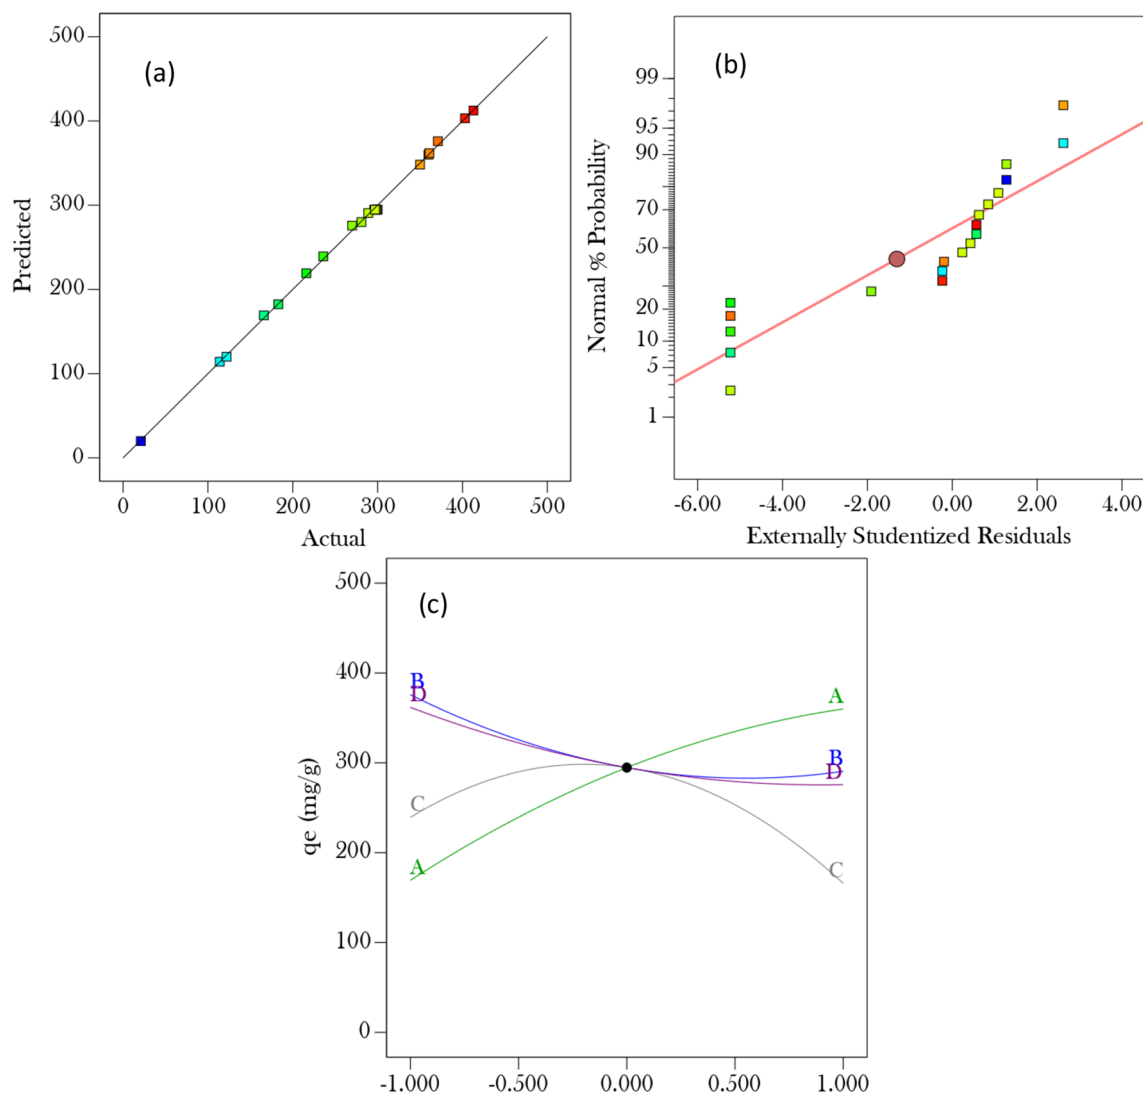 (a)
Predicted
500
400
300
200
100
0
0 100 200 300 400 500
Actual
(b)
Normal % Probability
99
95
90
70
50
20
10
5
1
-6.00 -4.00 -2.00 0.00 2.00 4.00
Externally Studentized Residuals
(c)
qe (mg/g)
500
400
300
200
100
0
B
D
C
A
A
B
D
C
-1.000 -0.500 0.000 0.500 1.000